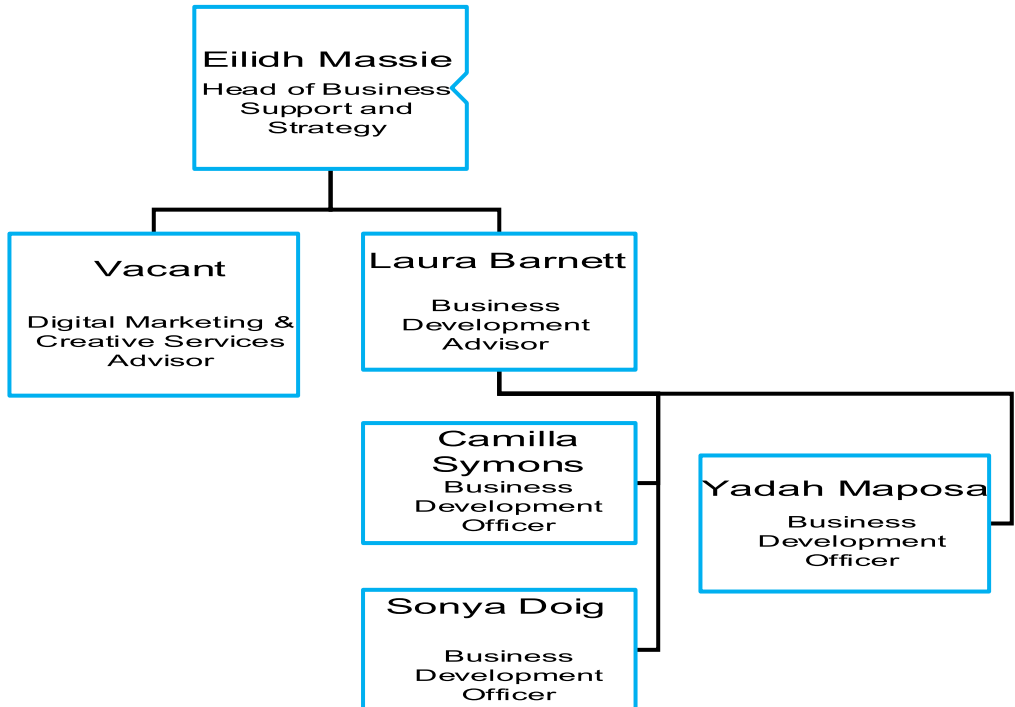 Eilidh Massie
Head of Business
Support and
Strategy
Vacant
Digital Marketing &
Creative Services
Advisor
Laura Barnett
Business
Development
Advisor
Camilla
Symons
Business
Development
Officer
Yadah Maposa
Business
Development
Officer
Sonya Doig
Business
Development
Officer